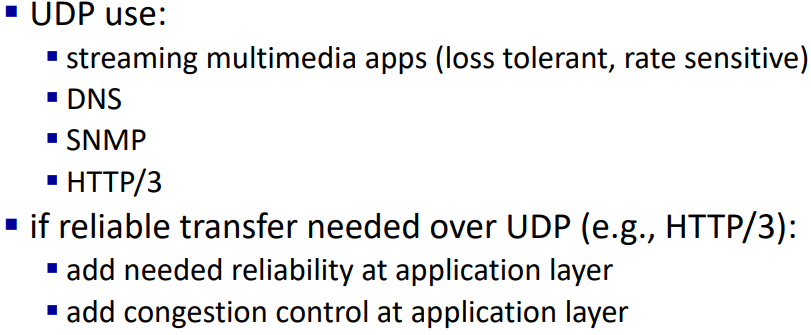 ▪ UDP use:
▪ streaming multimedia apps (loss tolerant, rate sensitive)
▪ DNS
▪ SNMP
▪ HTTP/3
▪ if reliable transfer needed over UDP (e.g., HTTP/3):
▪ add needed reliability at application layer
▪ add congestion control at application layer